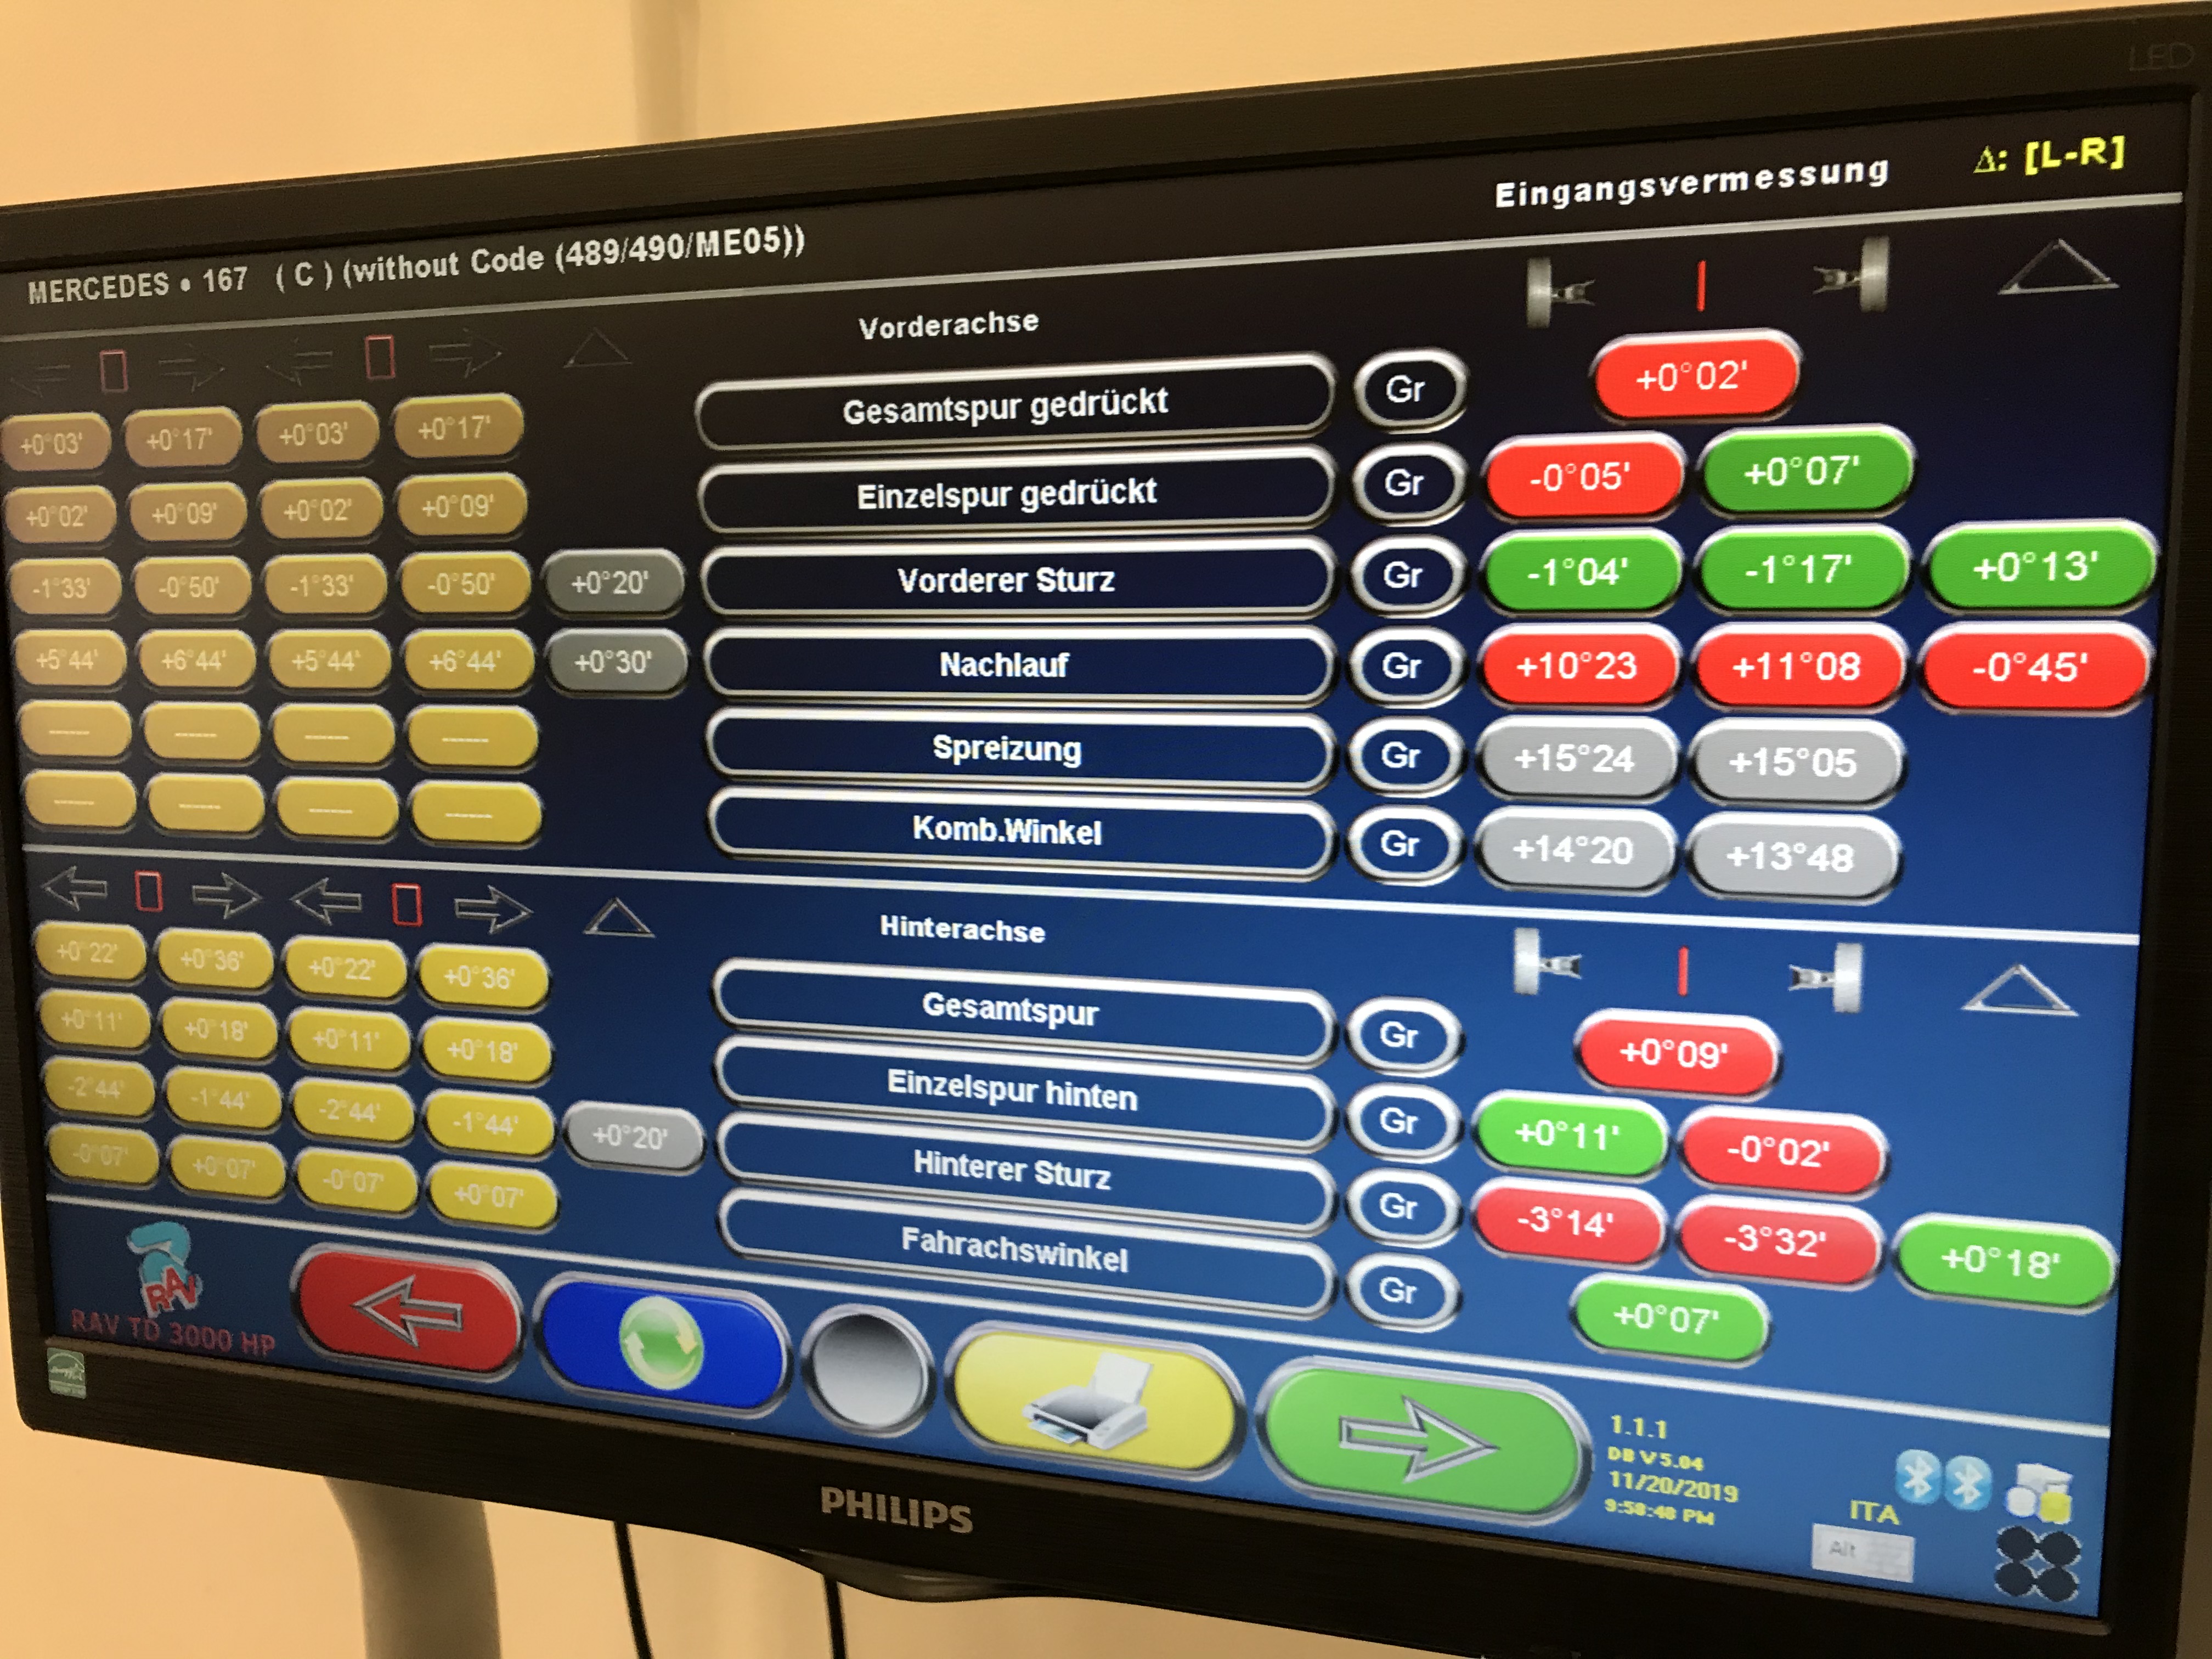 LED
MERCEDES • 167 ( C ) (without Code (489/490/ME05))
Eingangsvermessung
Δ: [L-R]
Vorderachse
+0°03' +0°17' +0°03' +0°17' Gesamtspur gedrückt Gr +0°02'
+0°02' +0°09' +0°02' +0°09' Einzelspur gedrückt Gr -0°05' +0°07'
-1°33' -0°50' -1°33' -0°50' +0°20' Vorderer Sturz Gr -1°04' -1°17' +0°13'
+5°44' +6°44' +5°44' +6°44' +0°30' Nachlauf Gr +10°23 +11°08 -0°45'
----- ----- ----- ----- Spreizung Gr +15°24 +15°05
----- ----- ----- ----- Komb.Winkel Gr +14°20 +13°48
Hinterachse
+0°22' +0°36' +0°22' +0°36' Gesamtspur Gr +0°09'
+0°11' +0°18' +0°11' +0°18' Einzelspur hinten Gr +0°11' -0°02'
-2°44' -1°44' -2°44' -1°44' +0°20' Hinterer Sturz Gr -3°14' -3°32' +0°18'
-0°07' +0°07' -0°07' +0°07' Fahrachswinkel Gr +0°07'
RAV
RAV TD 3000 HP
1.1.1
DB V 5.04
11/20/2019
9:58:48 PM
ITA
Alt
PHILIPS